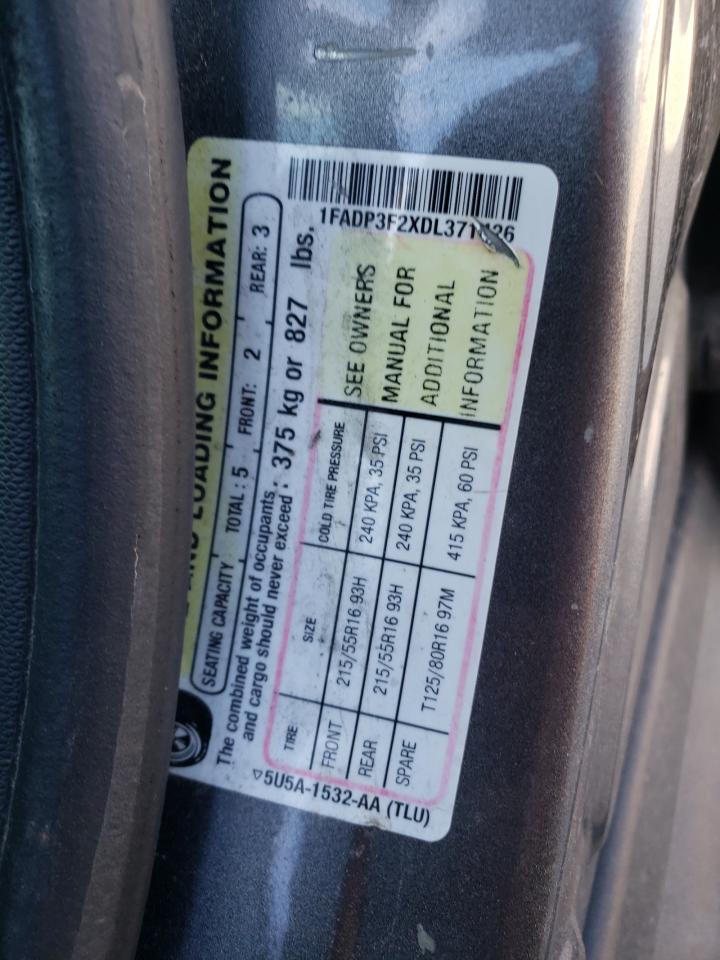 LOADING INFORMATION
SEATING CAPACITY TOTAL: 5 FRONT: 2 REAR: 3
The combined weight of occupants and cargo should never exceed: 375 kg or 827 lbs.
TIRE SIZE COLD TIRE PRESSURE
FRONT 215/55R16 93H 240 KPA, 35 PSI
REAR 215/55R16 93H 240 KPA, 35 PSI
SPARE T125/80R16 97M 415 KPA, 60 PSI
SEE OWNERS
MANUAL FOR
ADDITIONAL
INFORMATION
5U5A-1532-AA (TLU)